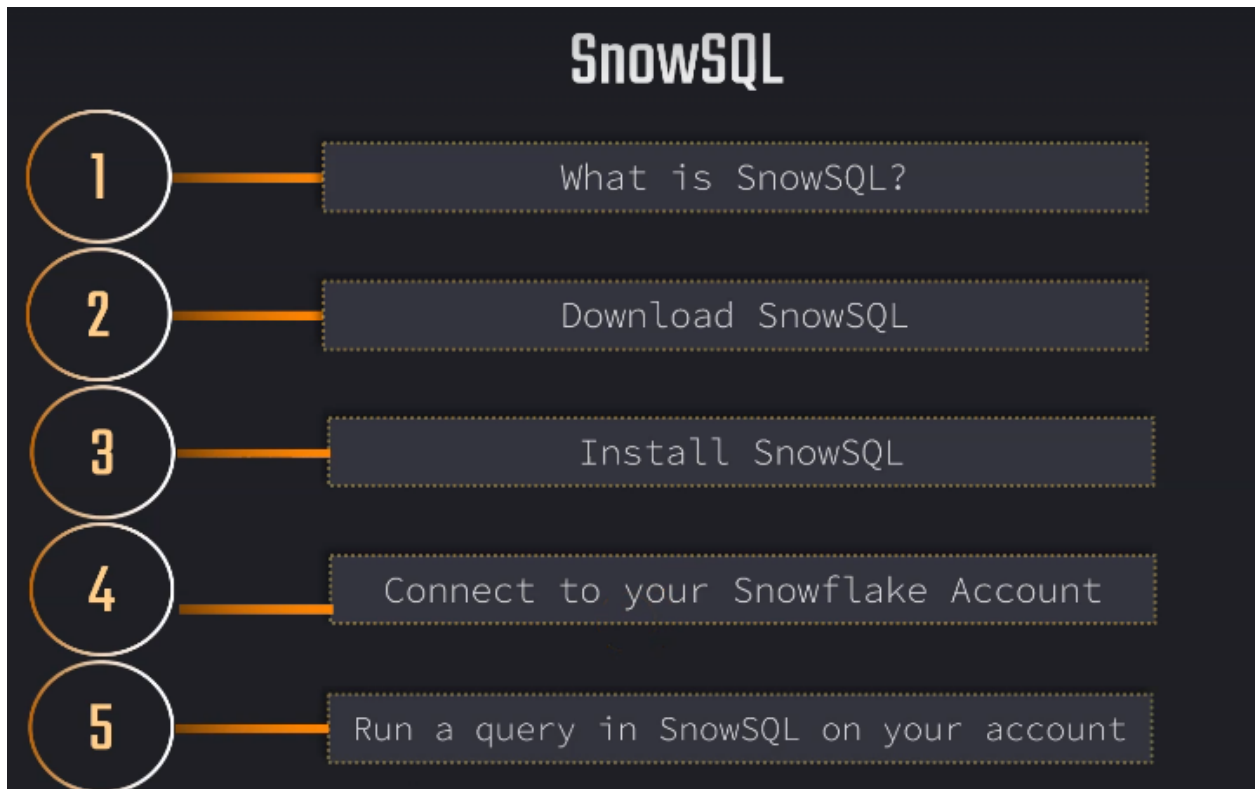 SnowSQL
1
What is SnowSQL?
2
Download SnowSQL
3
Install SnowSQL
4
Connect to your Snowflake Account
5
Run a query in SnowSQL on your account